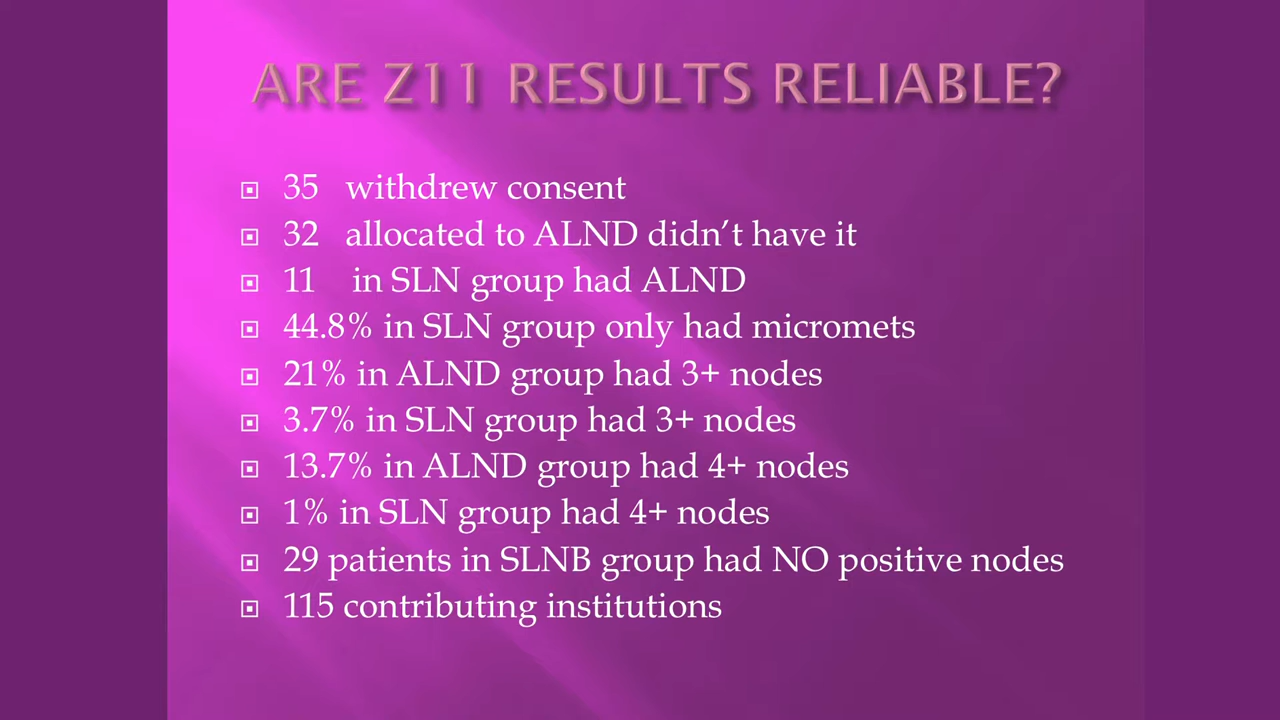 ARE Z11 RESULTS RELIABLE?
35 withdrew consent
32 allocated to ALND didn’t have it
11 in SLN group had ALND
44.8% in SLN group only had micromets
21% in ALND group had 3+ nodes
3.7% in SLN group had 3+ nodes
13.7% in ALND group had 4+ nodes
1% in SLN group had 4+ nodes
29 patients in SLNB group had NO positive nodes
115 contributing institutions